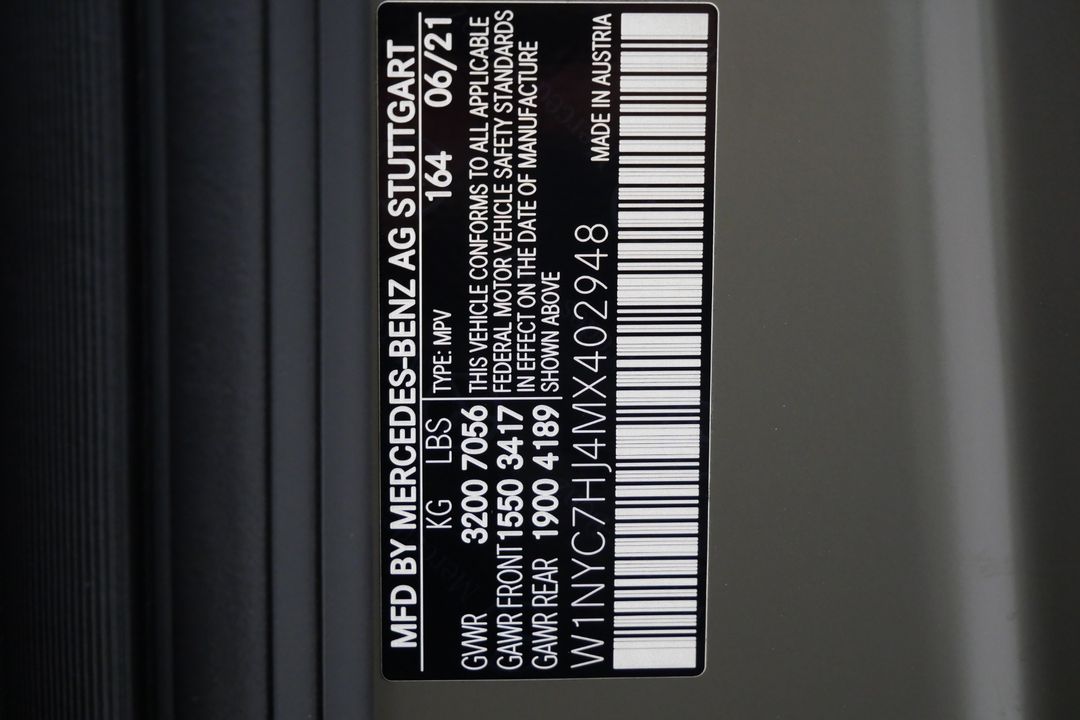 MFD BY MERCEDES-BENZ AG STUTTGART
KG LBS
GVWR 3200 7056
GAWR FRONT 1550 3417
GAWR REAR 1900 4189
164 06/21
TYPE: MPV
THIS VEHICLE CONFORMS TO ALL APPLICABLE
FEDERAL MOTOR VEHICLE SAFETY STANDARDS
IN EFFECT ON THE DATE OF MANUFACTURE
SHOWN ABOVE
W1NYC7HJ4MX402948
MADE IN AUSTRIA